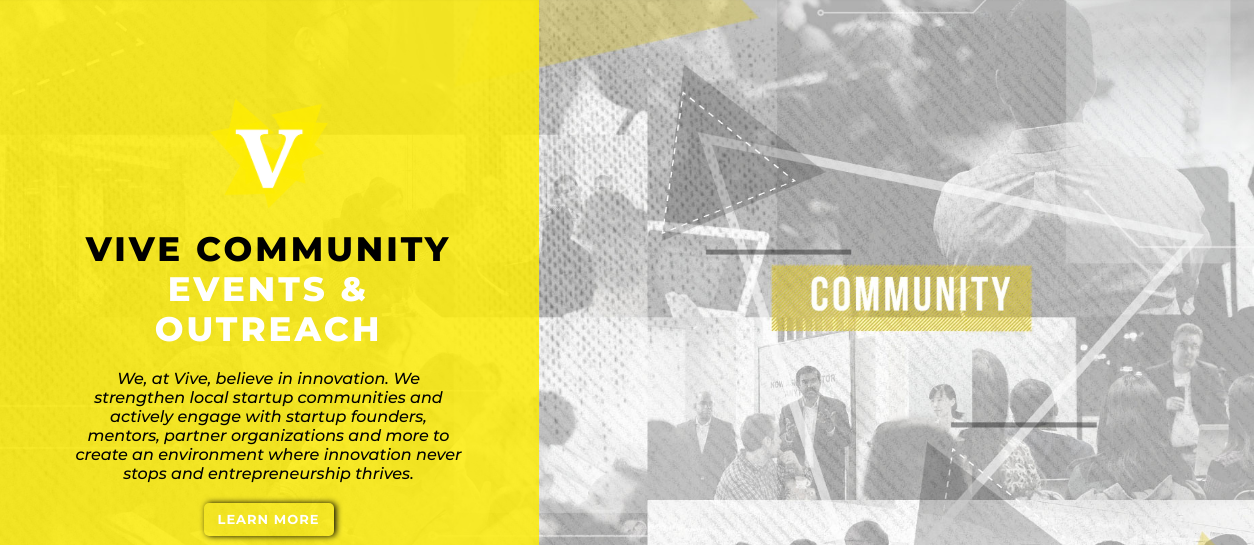 V
VIVE COMMUNITY
EVENTS &
OUTREACH
We, at Vive, believe in innovation. We
strengthen local startup communities and
actively engage with startup founders,
mentors, partner organizations and more to
create an environment where innovation never
stops and entrepreneurship thrives.
LEARN MORE
COMMUNITY